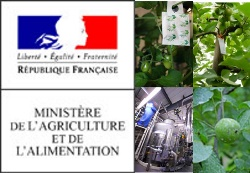 Liberté • Égalité • Fraternité
RÉPUBLIQUE FRANÇAISE
MINISTÈRE
DE L'AGRICULTURE
ET DE
L'ALIMENTATION